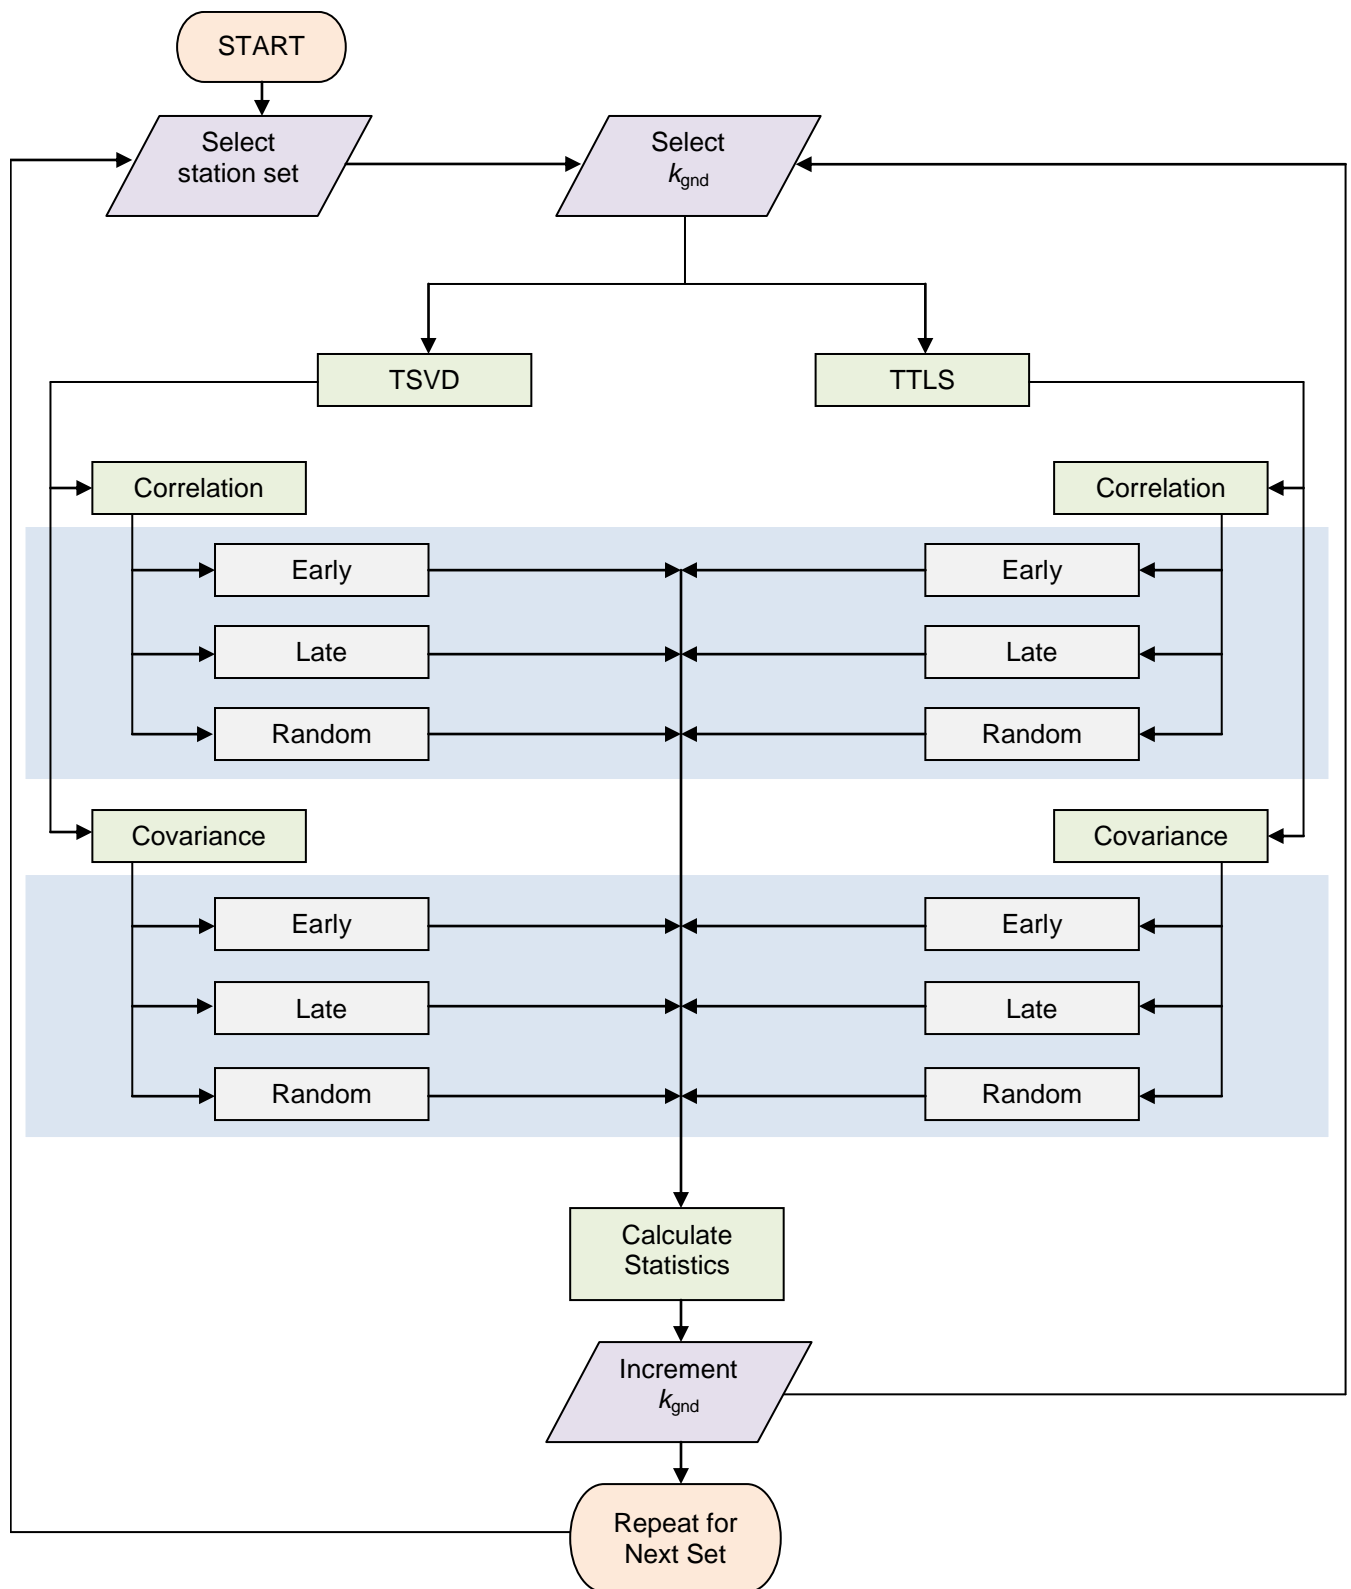 START
Select
station set
Select
kgnd
TSVD
TTLS
Correlation
Correlation
Early
Early
Late
Late
Random
Random
Covariance
Covariance
Early
Early
Late
Late
Random
Random
Calculate
Statistics
Increment
kgnd
Repeat for
Next Set